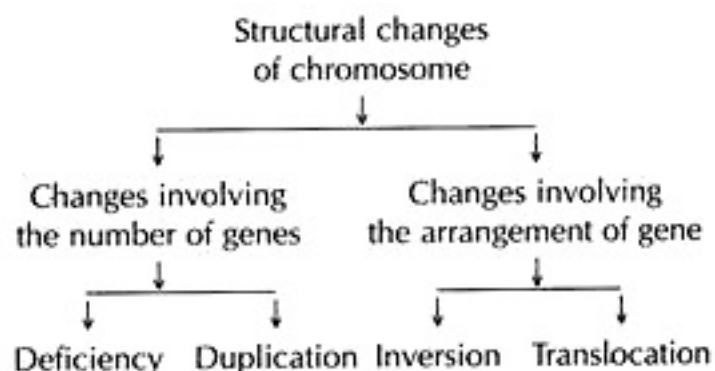 Structural changes
of chromosome
Changes involving
the number of genes
Changes involving
the arrangement of gene
Deficiency Duplication Inversion Translocation